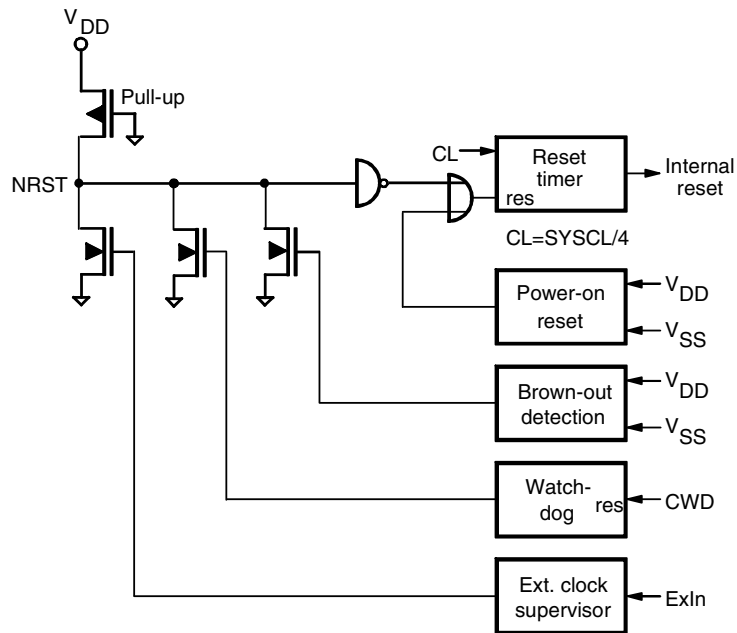 VDD
Pull-up
NRST
CL
Reset
timer
res
Internal
reset
CL=SYSCL/4
Power-on
reset
VDD
VSS
Brown-out
detection
VDD
VSS
Watch-
dog
res
CWD
Ext. clock
supervisor
ExIn